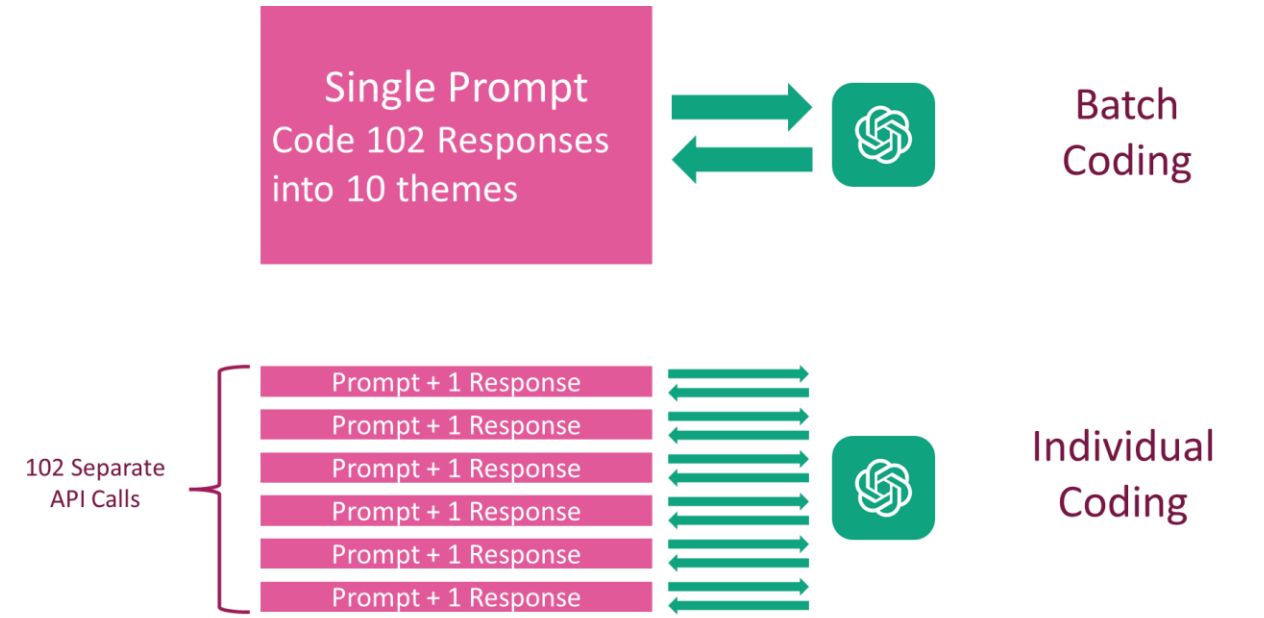 Single Prompt
Code 102 Responses
into 10 themes
Batch
Coding
102 Separate
API Calls
Prompt + 1 Response
Prompt + 1 Response
Prompt + 1 Response
Prompt + 1 Response
Prompt + 1 Response
Prompt + 1 Response
Individual
Coding